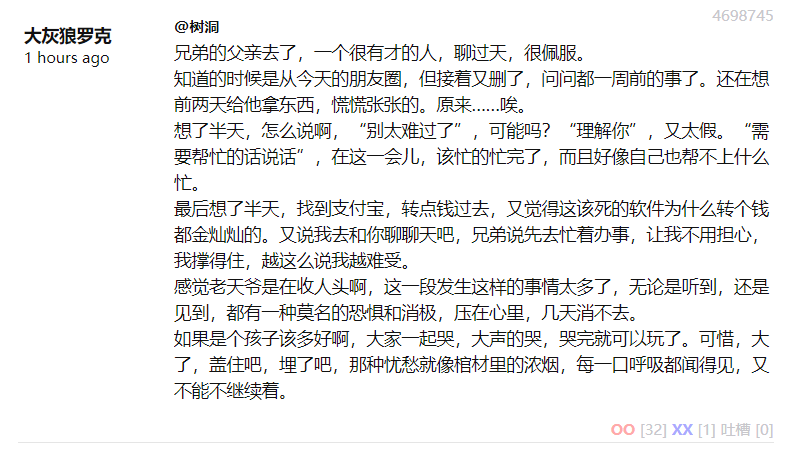 4698745
大灰狼罗克
1 hours ago
@树洞
兄弟的父亲去了，一个很有才的人，聊过天，很佩服。
知道的时候是从今天的朋友圈，但接着又删了，问问都一周前的事了。还在想
前两天给他拿东西，慌慌张张的。原来……唉。
想了半天，怎么说啊，“别太难过了”，可能吗？“理解你”，又太假。“需
要帮忙的话说话”，在这一会儿，该忙的忙完了，而且好像自己也帮不上什么
忙。
最后想了半天，找到支付宝，转点钱过去，又觉得这该死的软件为什么转个钱
都金灿灿的。又说我去和你聊聊天吧，兄弟说先去忙着办事，让我不用担心，
我撑得住，越这么说我越难受。
感觉老天爷是在收人头啊，这一段发生这样的事情太多了，无论是听到，还是
见到，都有一种莫名的恐惧和消极，压在心里，几天消不去。
如果是个孩子该多好啊，大家一起哭，大声的哭，哭完就可以玩了。可惜，大
了，盖住吧，埋了吧，那种忧愁就像棺材里的浓烟，每一口呼吸都闻得见，又
不能不继续着。
OO [32] XX [1] 吐槽 [0]